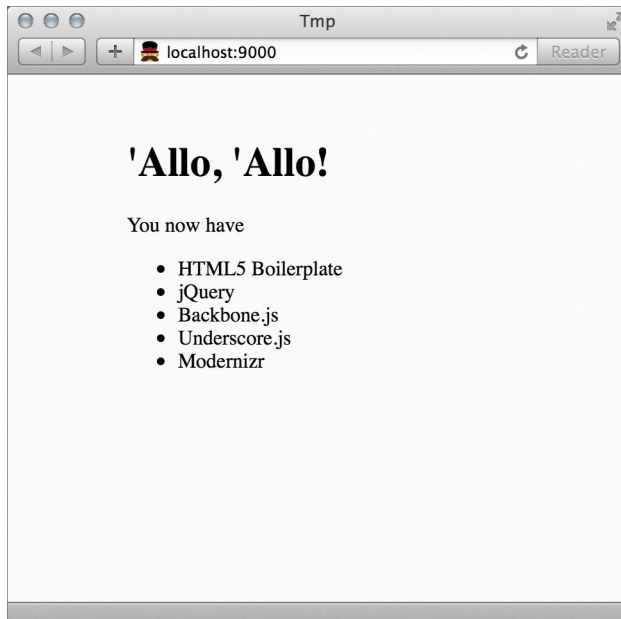 Tmp
localhost:9000
Reader
'Allo, 'Allo!
You now have
HTML5 Boilerplate
jQuery
Backbone.js
Underscore.js
Modernizr